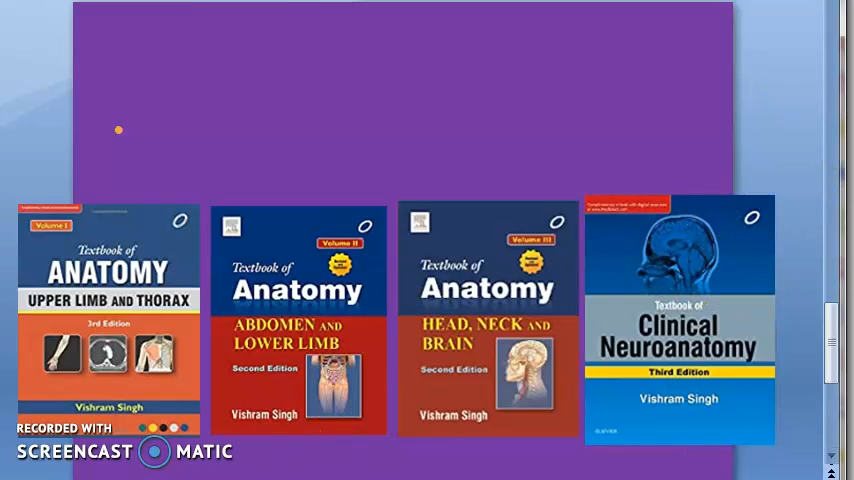 Volume I
Textbook of
ANATOMY
UPPER LIMB AND THORAX
3rd Edition
Vishram Singh
Volume II
Textbook of
Anatomy
ABDOMEN AND
LOWER LIMB
Second Edition
Vishram Singh
Volume III
Textbook of
Anatomy
HEAD, NECK AND
BRAIN
Second Edition
Vishram Singh
Textbook of
Clinical
Neuroanatomy
Third Edition
Vishram Singh
ELSEVIER
RECORDED WITH
SCREENCAST MATIC